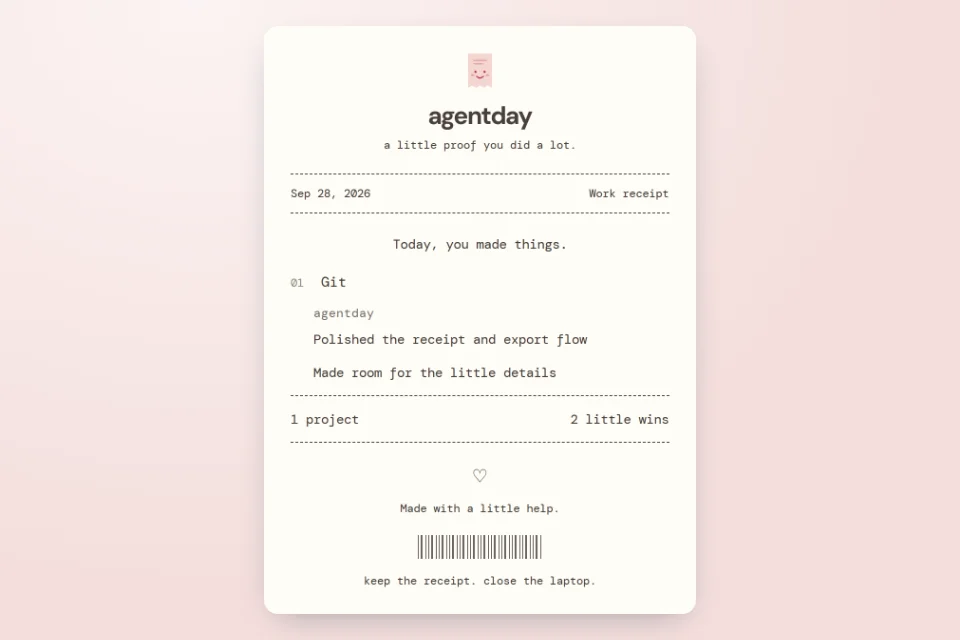 agentday
a little proof you did a lot.
Sep 28, 2026 Work receipt
Today, you made things.
01 Git
agentday
Polished the receipt and export flow
Made room for the little details
1 project 2 little wins
♡
Made with a little help.
keep the receipt. close the laptop.